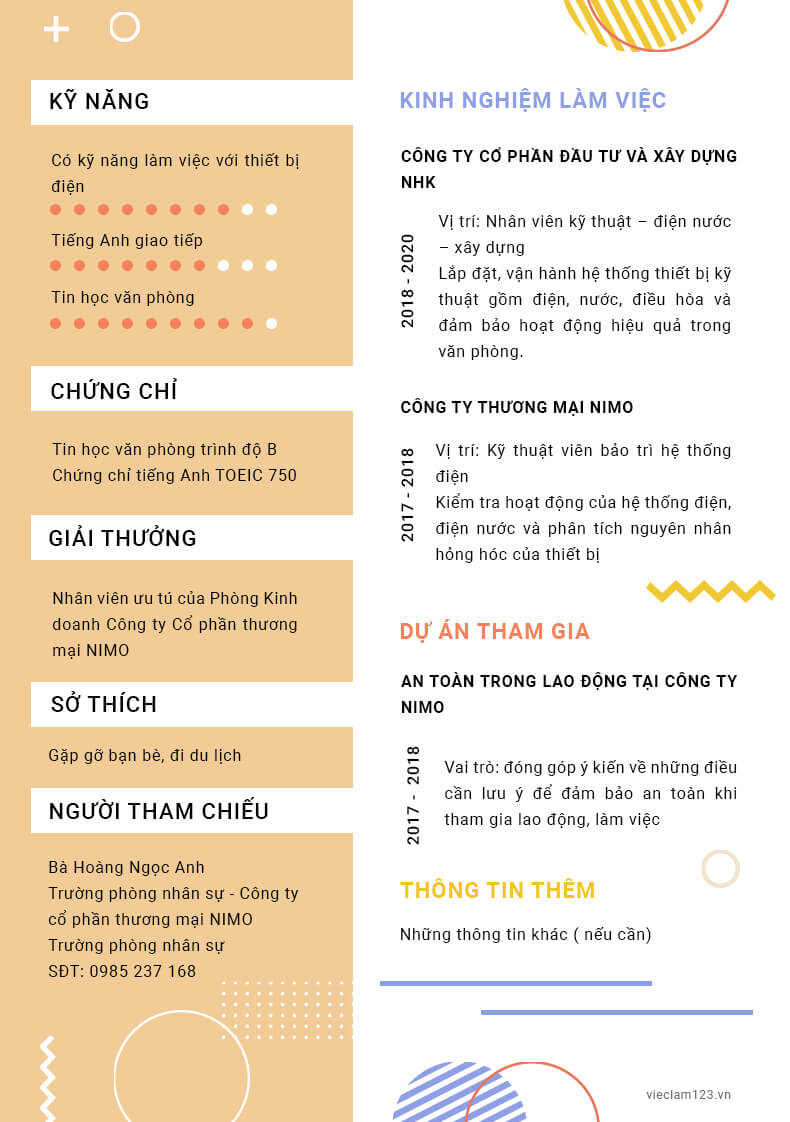 KỸ NĂNG
Có kỹ năng làm việc với thiết bị
điện
Tiếng Anh giao tiếp
Tin học văn phòng
CHỨNG CHỈ
Tin học văn phòng trình độ B
Chứng chỉ tiếng Anh TOEIC 750
GIẢI THƯỞNG
Nhân viên ưu tú của Phòng Kinh
doanh Công ty Cổ phần thương
mại NIMO
SỞ THÍCH
Gặp gỡ bạn bè, đi du lịch
NGƯỜI THAM CHIẾU
Bà Hoàng Ngọc Anh
Trường phòng nhân sự - Công ty
cổ phần thương mại NIMO
Trường phòng nhân sự
SĐT: 0985 237 168
KINH NGHIỆM LÀM VIỆC
CÔNG TY CỔ PHẦN ĐẦU TƯ VÀ XÂY DỰNG
NHK
2018 - 2020
Vị trí: Nhân viên kỹ thuật – điện nước
– xây dựng
Lắp đặt, vận hành hệ thống thiết bị kỹ
thuật gồm điện, nước, điều hòa và
đảm bảo hoạt động hiệu quả trong
văn phòng.
CÔNG TY THƯƠNG MẠI NIMO
2017 - 2018
Vị trí: Kỹ thuật viên bảo trì hệ thống
điện
Kiểm tra hoạt động của hệ thống điện,
điện nước và phân tích nguyên nhân
hỏng hóc của thiết bị
DỰ ÁN THAM GIA
AN TOÀN TRONG LAO ĐỘNG TẠI CÔNG TY
NIMO
2017 - 2018
Vai trò: đóng góp ý kiến về những điều
cần lưu ý để đảm bảo an toàn khi
tham gia lao động, làm việc
THÔNG TIN THÊM
Những thông tin khác ( nếu cần)
vieclam123.vn